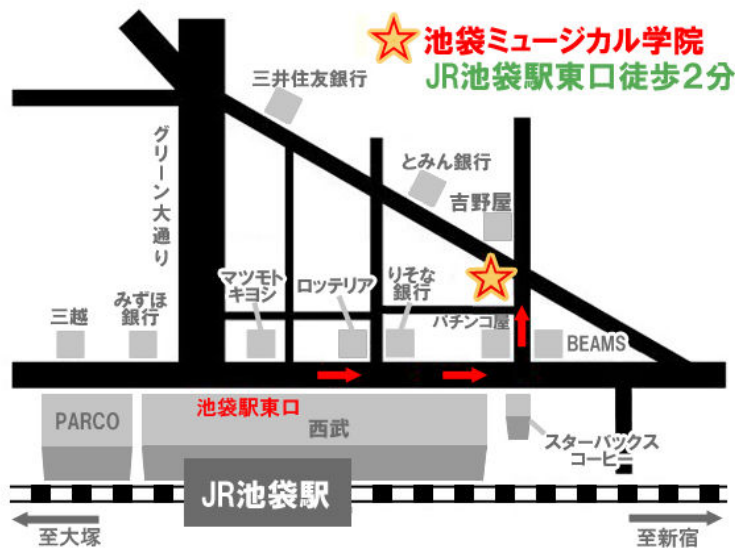 池袋ミュージカル学院
JR池袋駅東口徒歩2分
三井住友銀行
グリーン大通り
とみん銀行
吉野屋
マツモト
キヨシ
ロッテリア
りそな
銀行
三越
みずほ
銀行
パチンコ屋
BEAMS
PARCO
池袋駅東口
西武
スターバックス
コーヒー
JR池袋駅
至大塚
至新宿